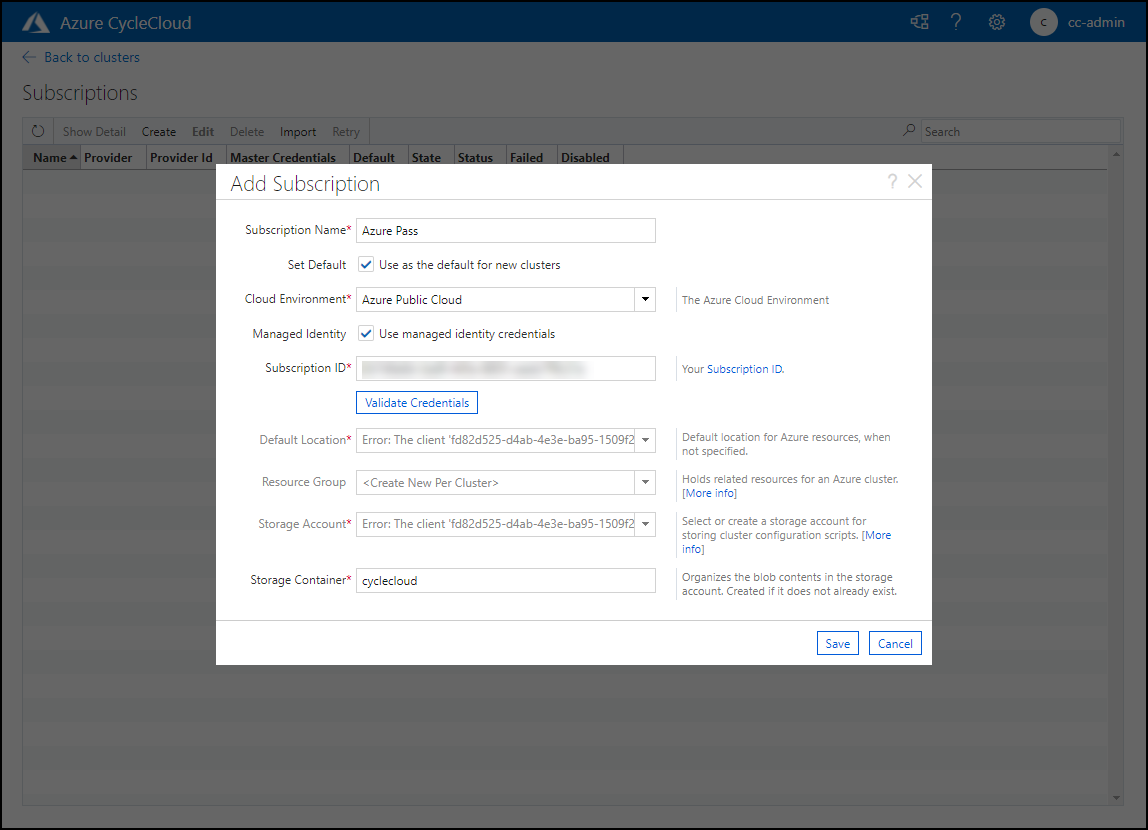 Azure CycleCloud
? C cc-admin
Back to clusters
Subscriptions
Show Detail Create Edit Delete Import Retry Search
Name Provider Provider Id Master Credentials Default State Status Failed Disabled
Add Subscription ?
Subscription Name* Azure Pass
Set Default Use as the default for new clusters
Cloud Environment* Azure Public Cloud The Azure Cloud Environment
Managed Identity Use managed identity credentials
Subscription ID* Your Subscription ID.
Validate Credentials
Default Location* Error: The client 'fd82d525-d4ab-4e3e-ba95-1509f2 Default location for Azure resources, when
not specified.
Resource Group <Create New Per Cluster> Holds related resources for an Azure cluster.
[More info]
Storage Account* Error: The client 'fd82d525-d4ab-4e3e-ba95-1509f2 Select or create a storage account for
storing cluster configuration scripts. [More
info]
Storage Container* cyclecloud Organizes the blob contents in the storage
account. Created if it does not already exist.
Save Cancel